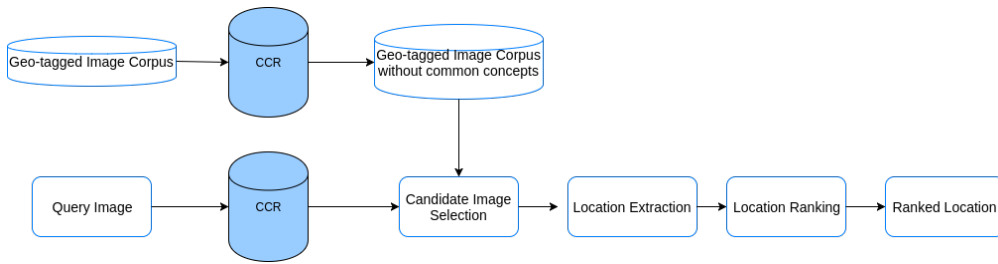 Geo-tagged Image Corpus
CCR
Geo-tagged Image Corpus
without common concepts
Query Image
CCR
Candidate Image
Selection
Location Extraction
Location Ranking
Ranked Location